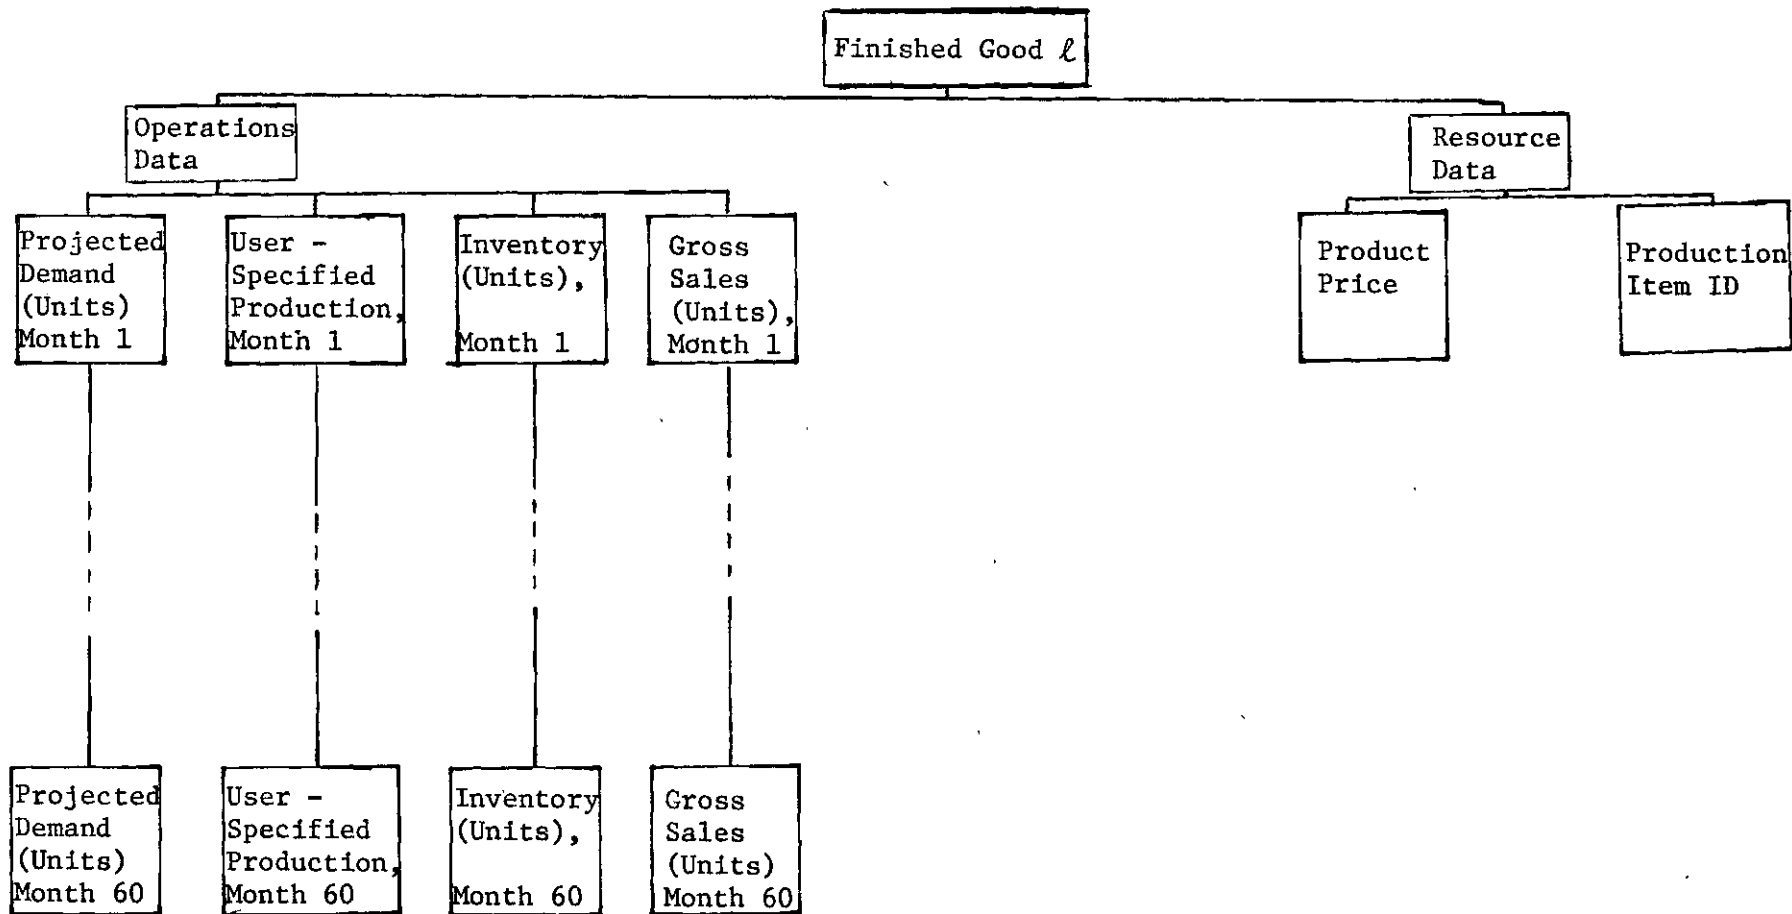 Finished Good ℓ
Operations
Data
Resource
Data
Projected
Demand
(Units)
Month 1
User -
Specified
Production,
Month 1
Inventory
(Units),
Month 1
Gross
Sales
(Units),
Month 1
Product
Price
Production
Item ID
Projected
Demand
(Units)
Month 60
User -
Specified
Production,
Month 60
Inventory
(Units),
Month 60
Gross
Sales
(Units)
Month 60